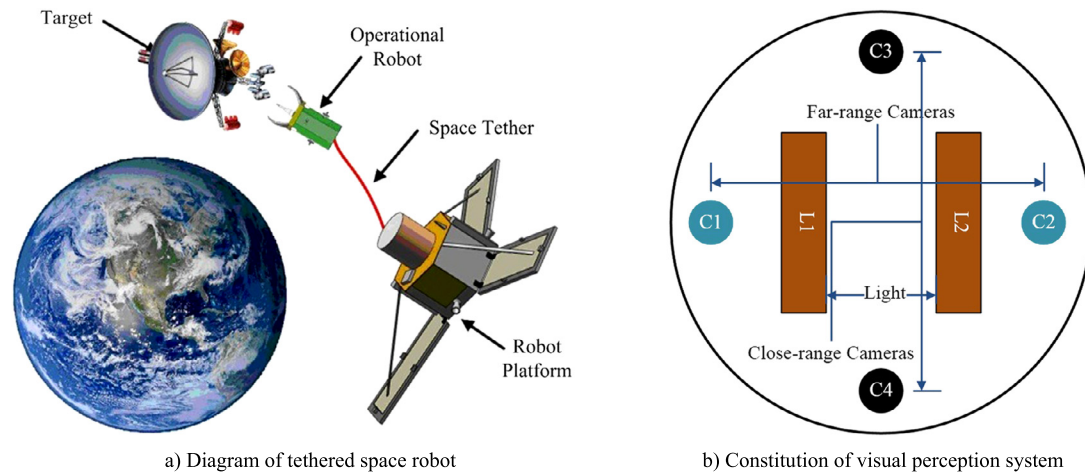 Target
Operational
Robot
Space Tether
Robot
Platform
a) Diagram of tethered space robot
C3
Far-range Cameras
C1
L1
L2
C2
Light
Close-range Cameras
C4
b) Constitution of visual perception system